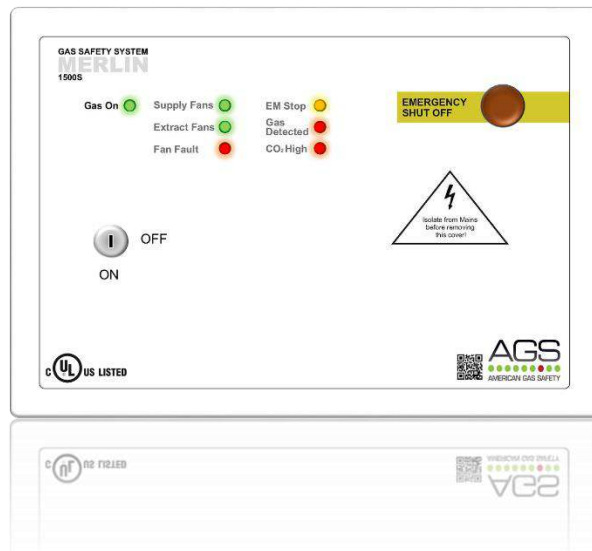 GAS SAFETY SYSTEM
MERLIN
1500S
Gas On
Supply Fans
Extract Fans
Fan Fault
EM Stop
Gas
Detected
CO₂ High
EMERGENCY
SHUT OFF
Isolate from Mains
before removing
this cover!
OFF
ON
C UL US LISTED
AGS
AMERICAN GAS SAFETY